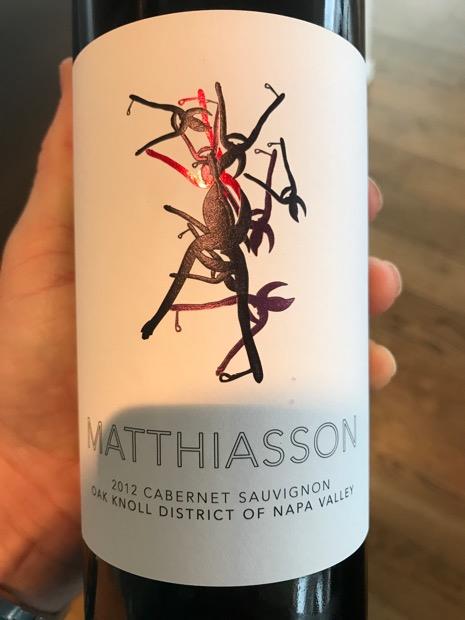 MATTHIASSON
2012 CABERNET SAUVIGNON
OAK KNOLL DISTRICT OF NAPA VALLEY